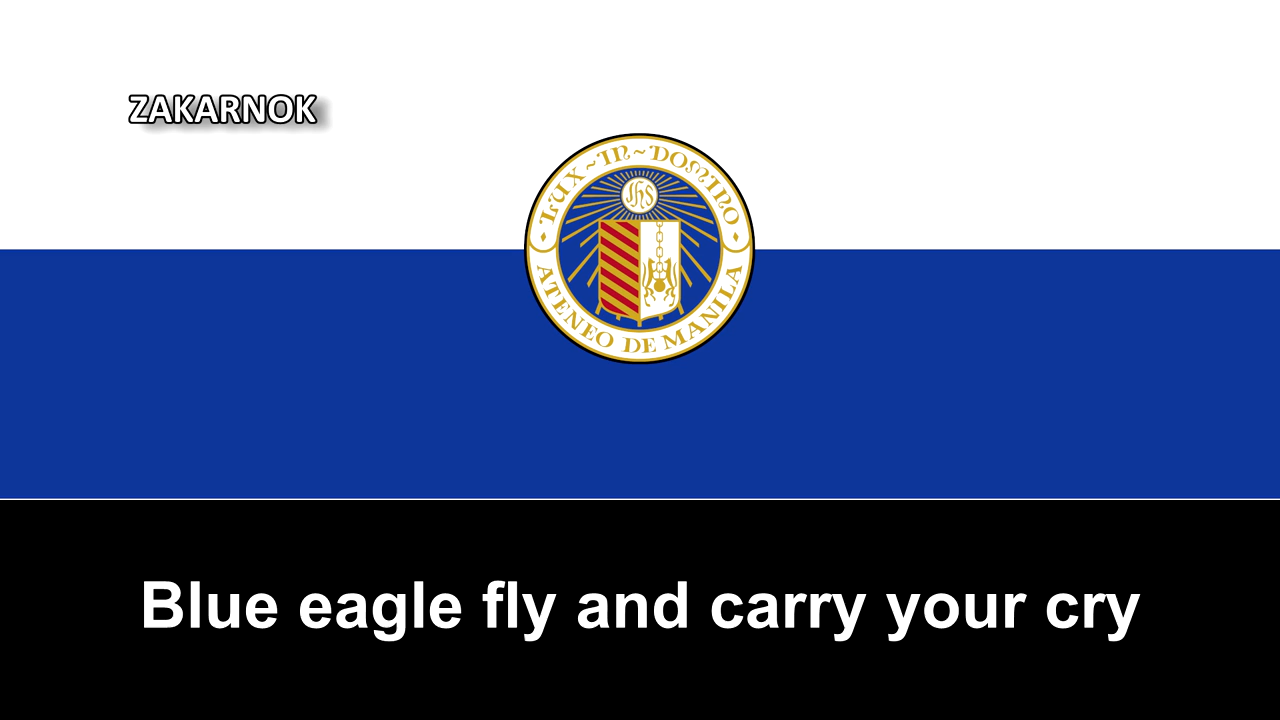 ZAKARNOK
LUX~IN~DOMINO
IHS
ATENEO DE MANILA
Blue eagle fly and carry your cry